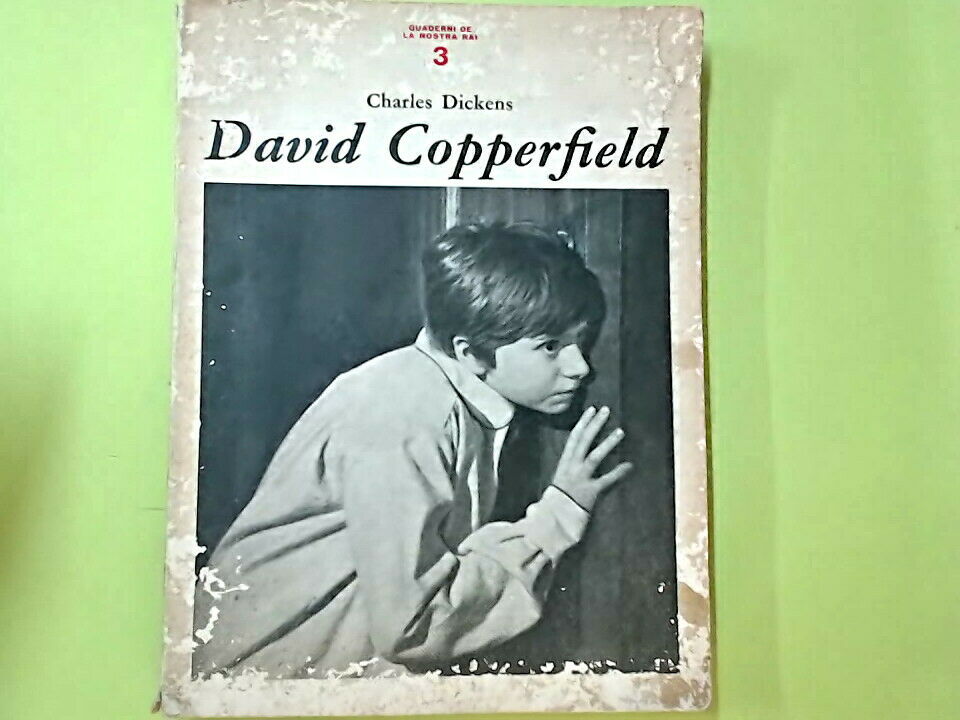 QUADERNI DE
LA NOSTRA RAI
3
Charles Dickens
David Copperfield